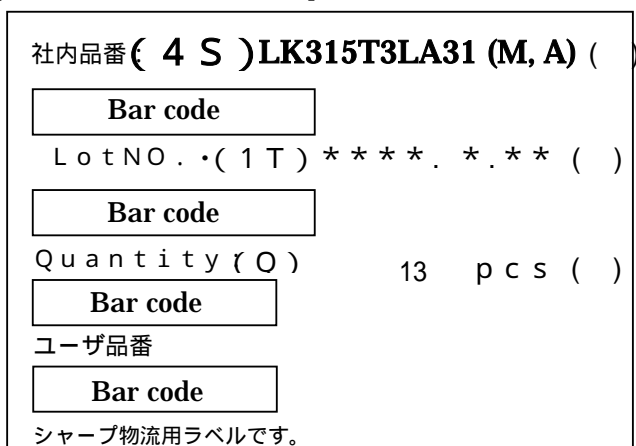 社内品番:( 4 S )LK315T3LA31 (M, A) ( )
Bar code
LotNO.・(1T)****. *.** ( )
Bar code
Quantity:(Q) 13 pcs ( )
Bar code
ユーザ品番
Bar code
シャープ物流用ラベルです。